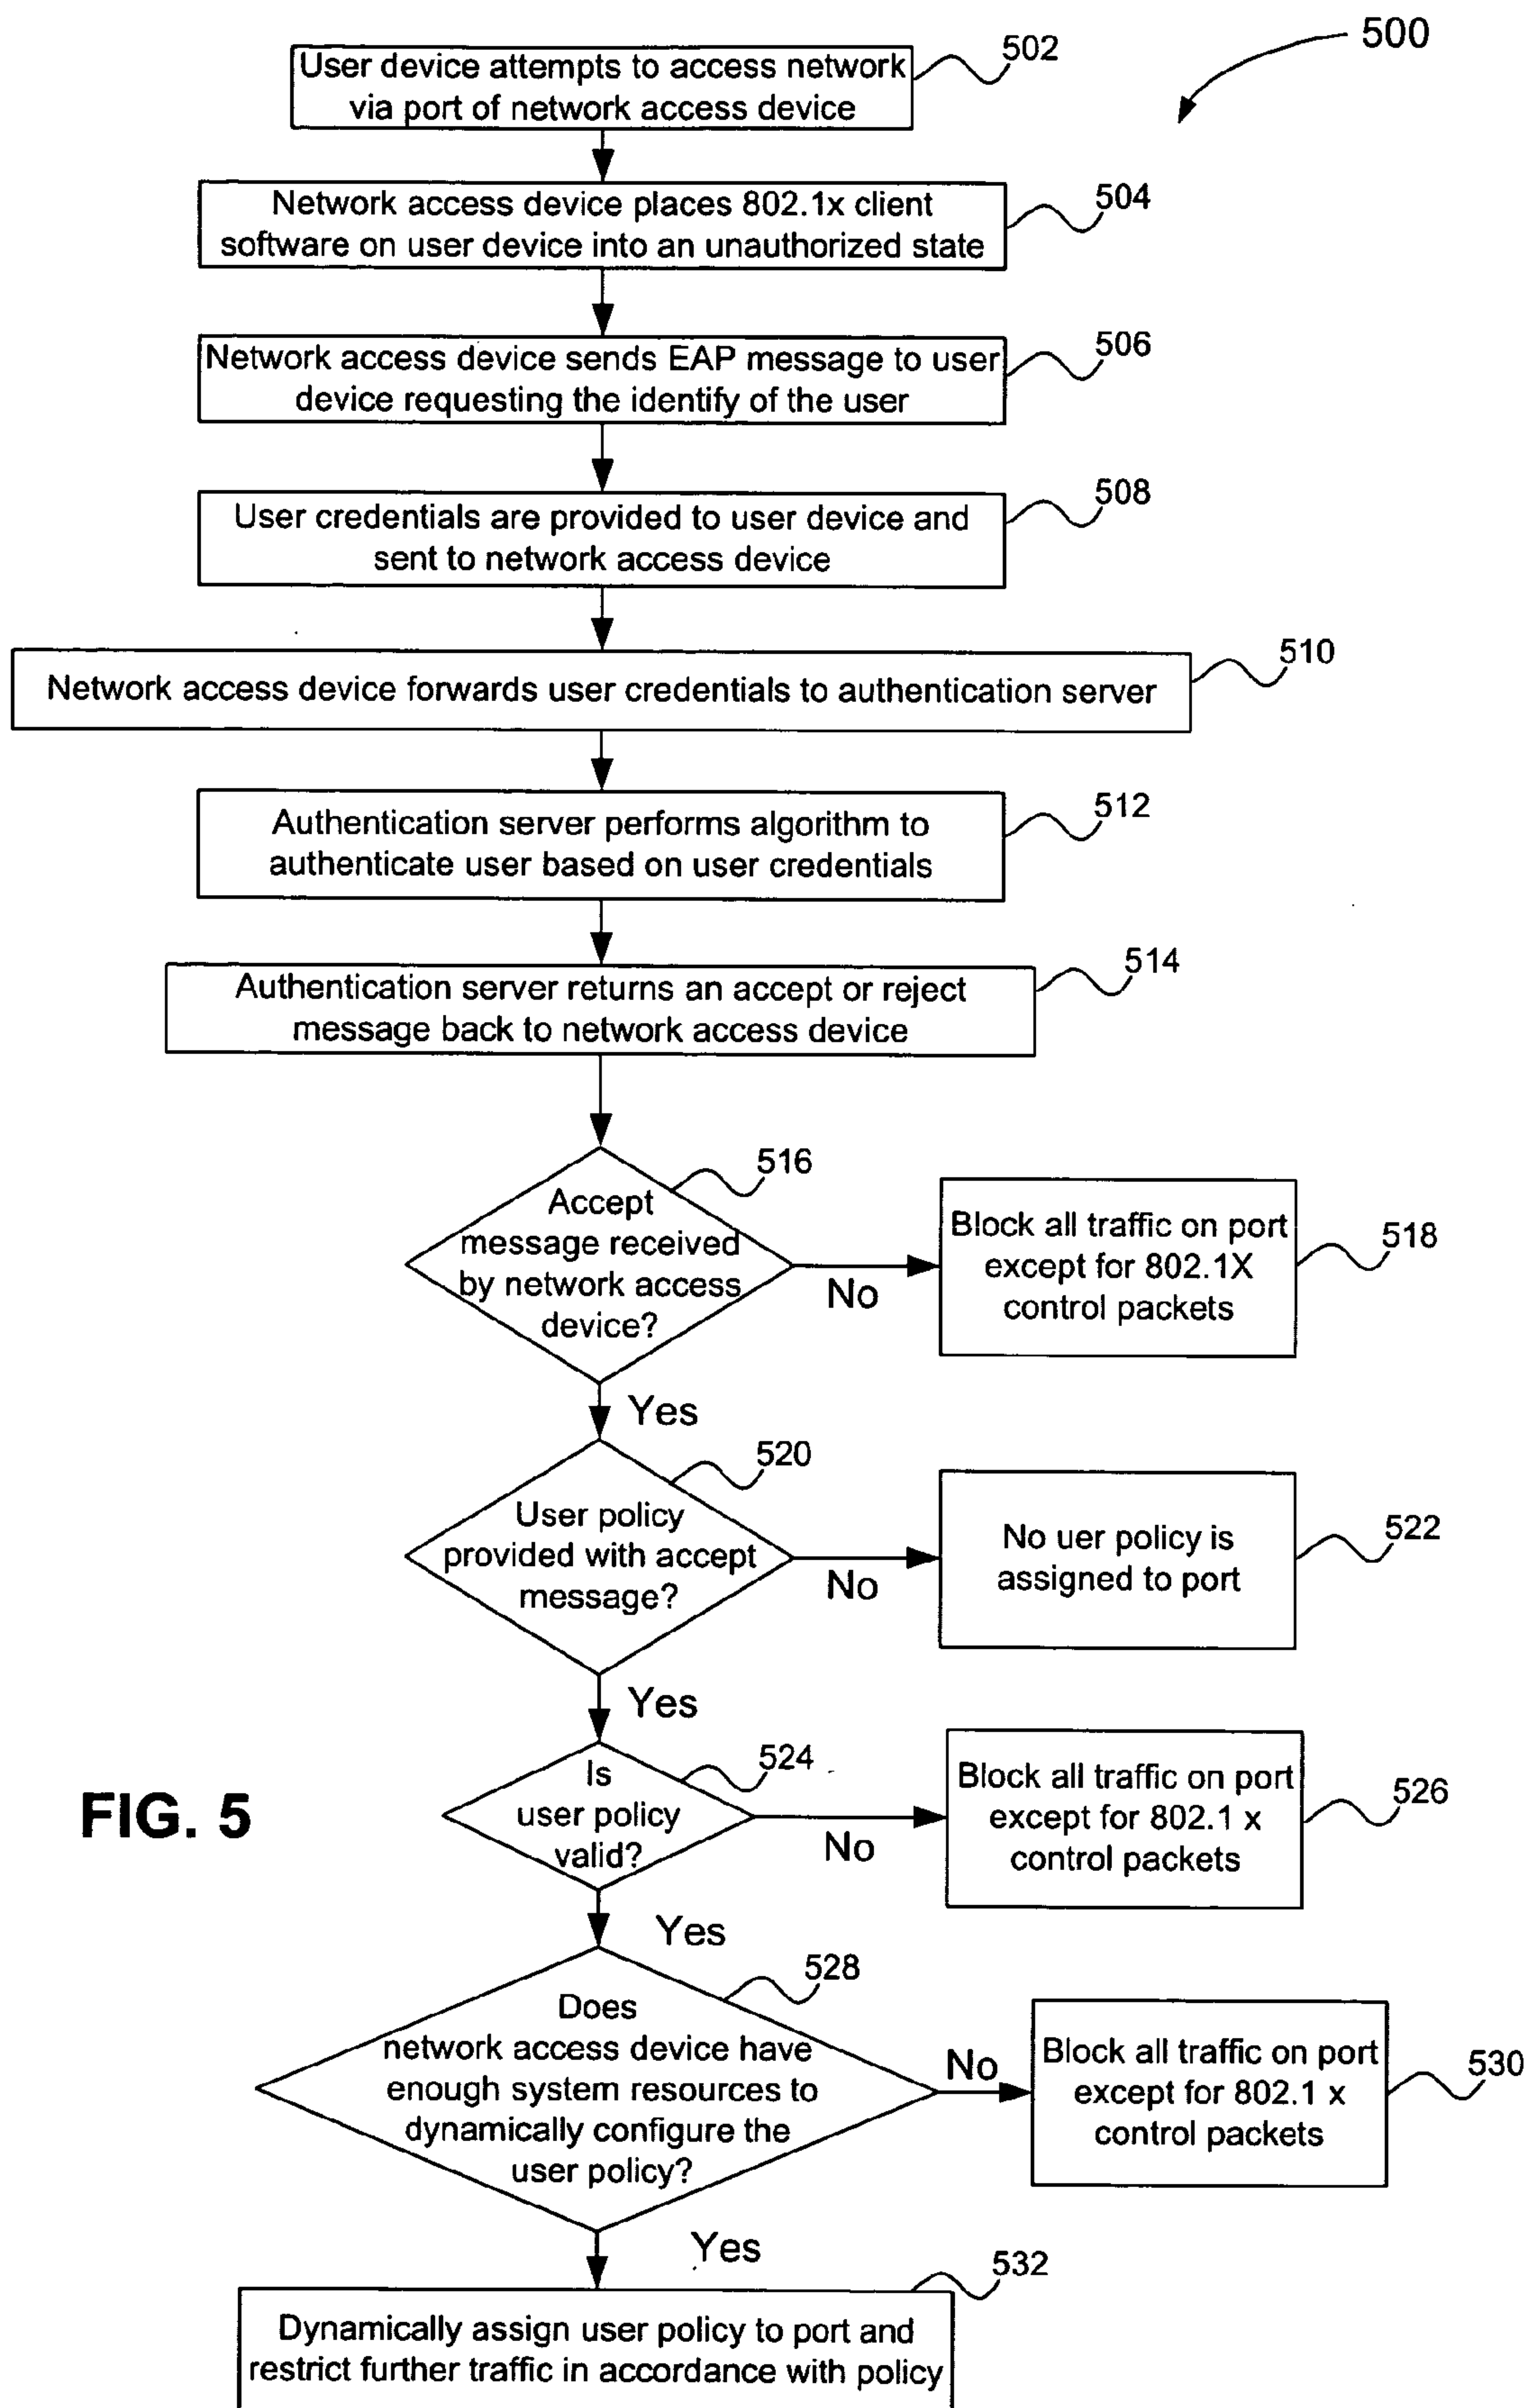 500
502
User device attempts to access network
via port of network access device
504
Network access device places 802.1x client
software on user device into an unauthorized state
506
Network access device sends EAP message to user
device requesting the identify of the user
508
User credentials are provided to user device and
sent to network access device
510
Network access device forwards user credentials to authentication server
512
Authentication server performs algorithm to
authenticate user based on user credentials
514
Authentication server returns an accept or reject
message back to network access device
516
Accept
message received
by network access
device?
No
Block all traffic on port
except for 802.1X
control packets
518
Yes
520
User policy
provided with accept
message?
No
No uer policy is
assigned to port
522
Yes
524
Is
user policy
valid?
No
Block all traffic on port
except for 802.1 x
control packets
526
FIG. 5
Yes
528
Does
network access device have
enough system resources to
dynamically configure the
user policy?
No
Block all traffic on port
except for 802.1 x
control packets
530
Yes
532
Dynamically assign user policy to port and
restrict further traffic in accordance with policy